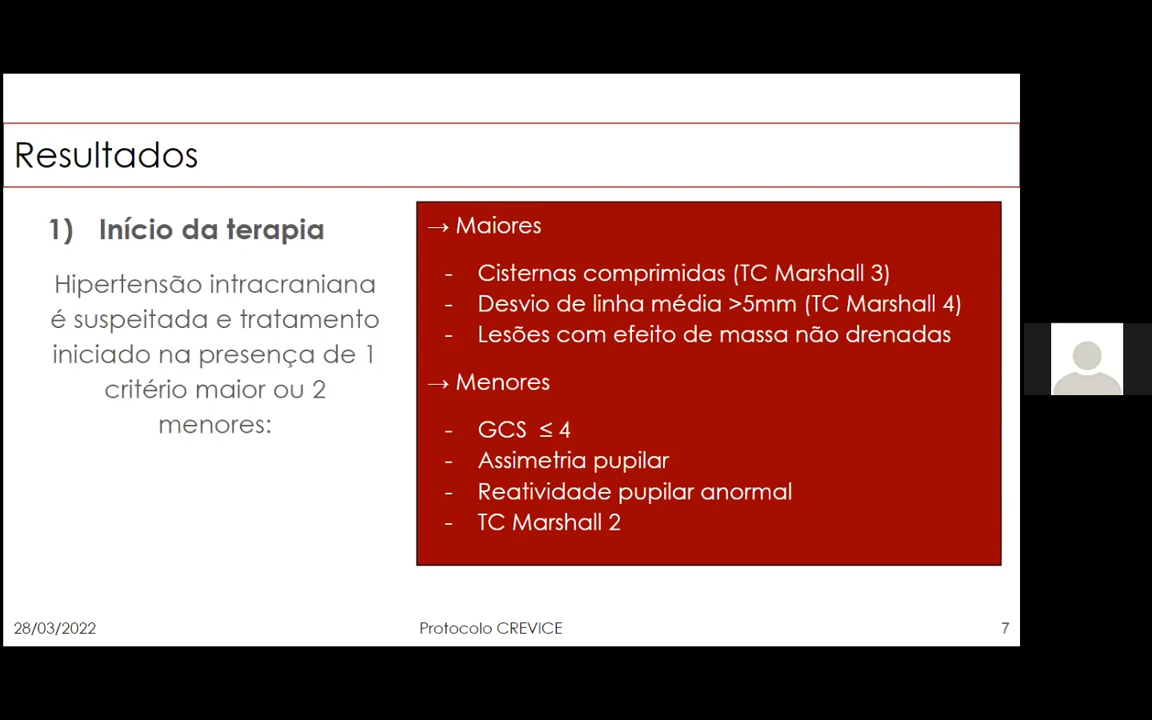 Resultados
1) Início da terapia
Hipertensão intracraniana
é suspeitada e tratamento
iniciado na presença de 1
critério maior ou 2
menores:
→ Maiores
- Cisternas comprimidas (TC Marshall 3)
- Desvio de linha média >5mm (TC Marshall 4)
- Lesões com efeito de massa não drenadas
→ Menores
- GCS ≤ 4
- Assimetria pupilar
- Reatividade pupilar anormal
- TC Marshall 2
28/03/2022
Protocolo CREVICE
7